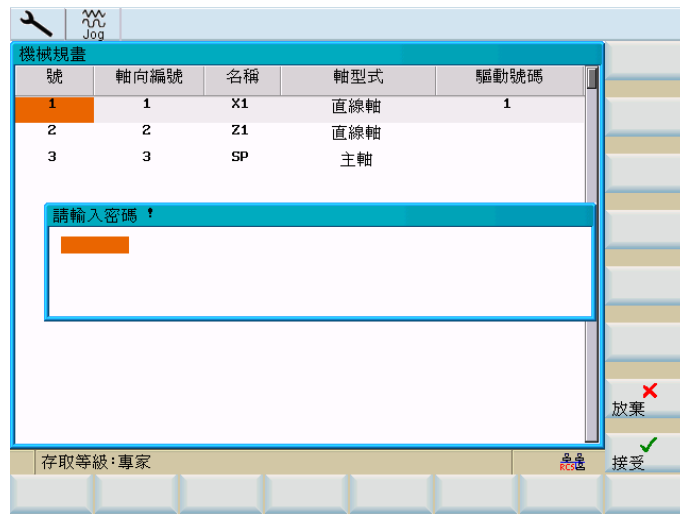 Jog
機械規畫
號 軸向編號 名稱 軸型式 驅動號碼
1 1 X1 直線軸 1
2 2 Z1 直線軸
3 3 SP 主軸
請輸入密碼！
放棄
存取等級:專家 RCS 接受